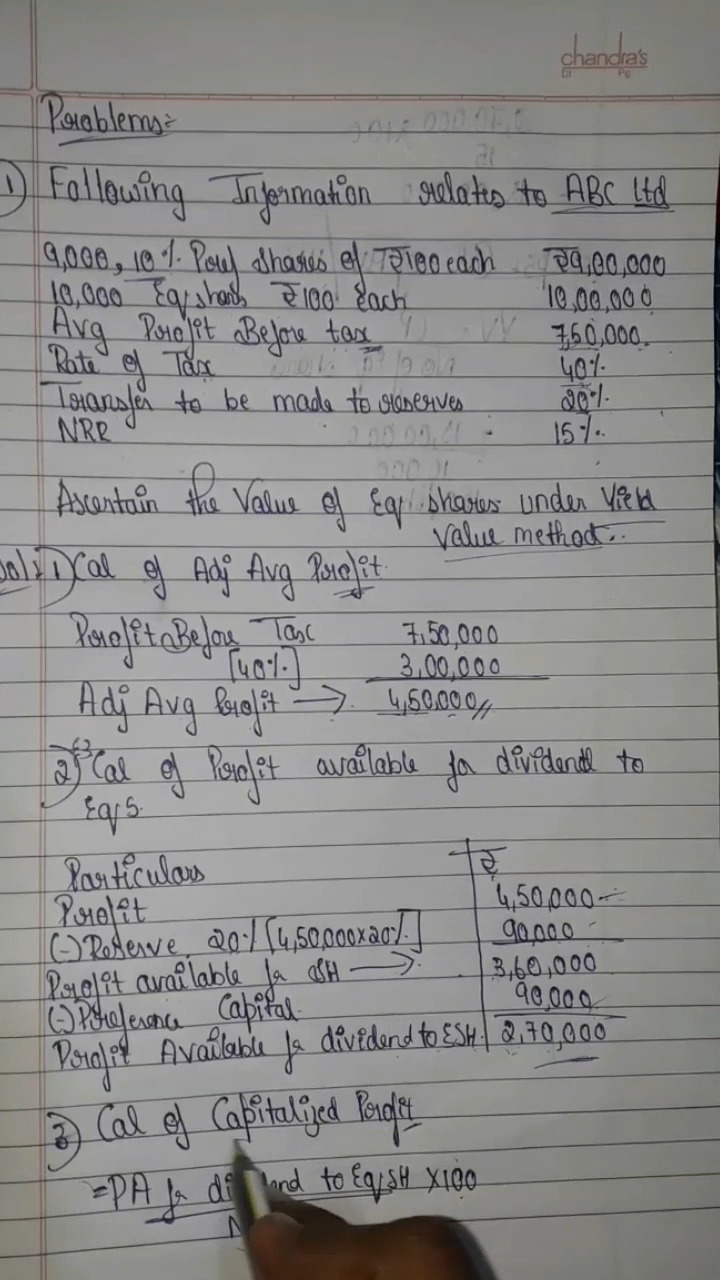 chandra's
Problems:
1 Following Information relates to ABC Ltd
9,000, 10% Pref shares of ₹100 each ₹9,00,000
10,000 Eq shares ₹100 Each 10,00,000
Avg Profit Before tax 7,50,000
Rate of Tax 40%
Transfer to be made to reserves 20%
NRR 15%
Ascertain the Value of Eq shares under Yield
Value method.
Sol: 1) Cal of Adj Avg Profit
Profit Before Tax 7,50,000
[40%] 3,00,000
Adj Avg Profit → 4,50,000
2) Cal of Profit available for dividend to
Eq S.
Particulars ₹
Profit 4,50,000
(-) Reserve 20% [4,50,000x20%] 90,000
Profit available for SH → 3,60,000
(-) Preference Capital 90,000
Profit Available for dividend to ESH 2,70,000
3) Cal of Capitalized Profit
=PA for to Eq SH X100